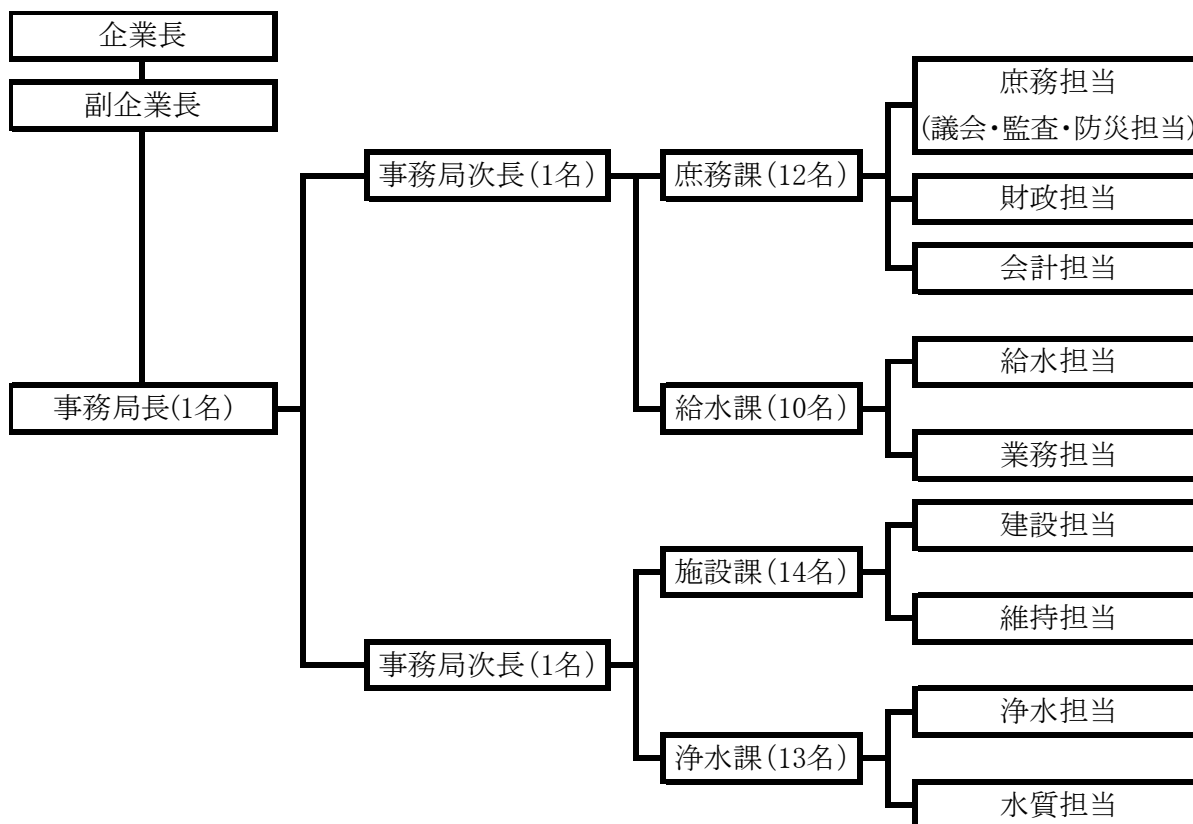 企業長
副企業長
事務局長(1名)
事務局次長(1名)
庶務課(12名)
庶務担当
(議会・監査・防災担当)
財政担当
会計担当
給水課(10名)
給水担当
業務担当
事務局次長(1名)
施設課(14名)
建設担当
維持担当
浄水課(13名)
浄水担当
水質担当